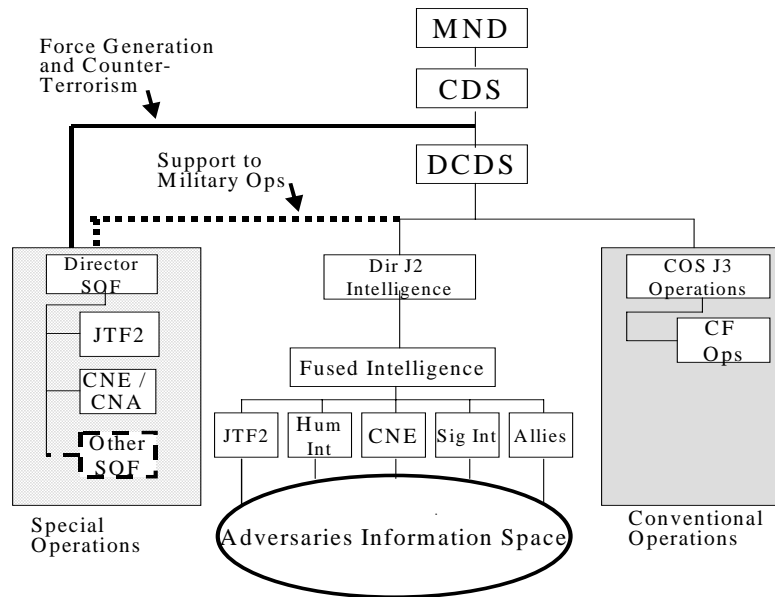 MND
Force Generation
and Counter-
Terrorism
CDS
DCDS
Support to
Military Ops
Director
SOF
JTF2
CNE /
CNA
Other
SOF
Special
Operations
Dir J2
Intelligence
Fused Intelligence
JTF2
Hum
Int
CNE
Sig Int
Allies
Adversaries Information Space
COS J3
Operations
CF
Ops
Conventional
Operations